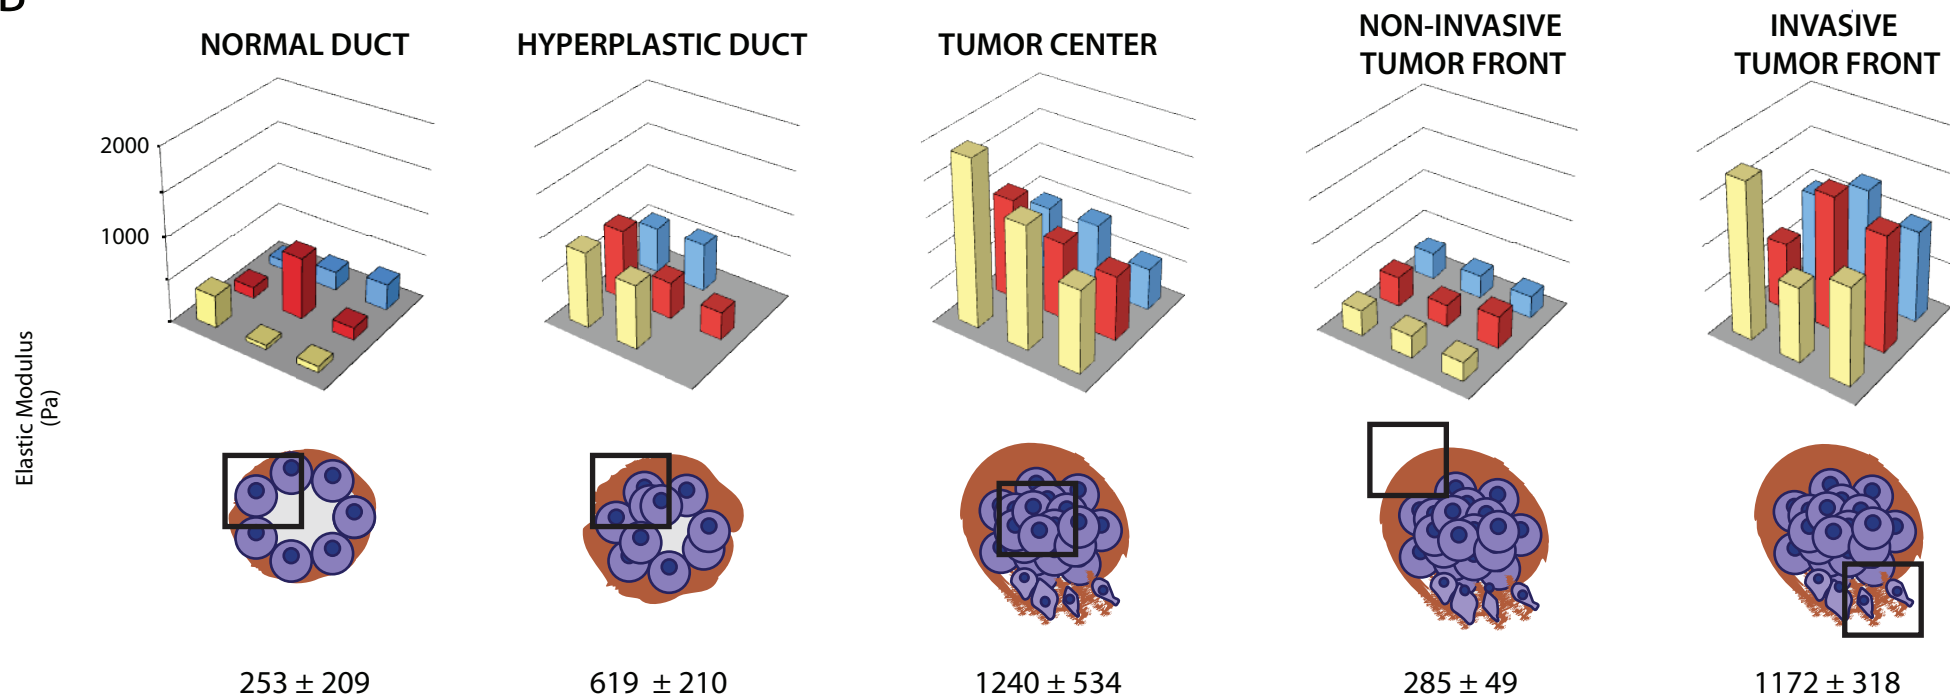 NORMAL DUCT
HYPERPLASTIC DUCT
TUMOR CENTER
NON-INVASIVE
TUMOR FRONT
INVASIVE
TUMOR FRONT
2000
1000
Elastic Modulus
(Pa)
253 ± 209
619 ± 210
1240 ± 534
285 ± 49
1172 ± 318